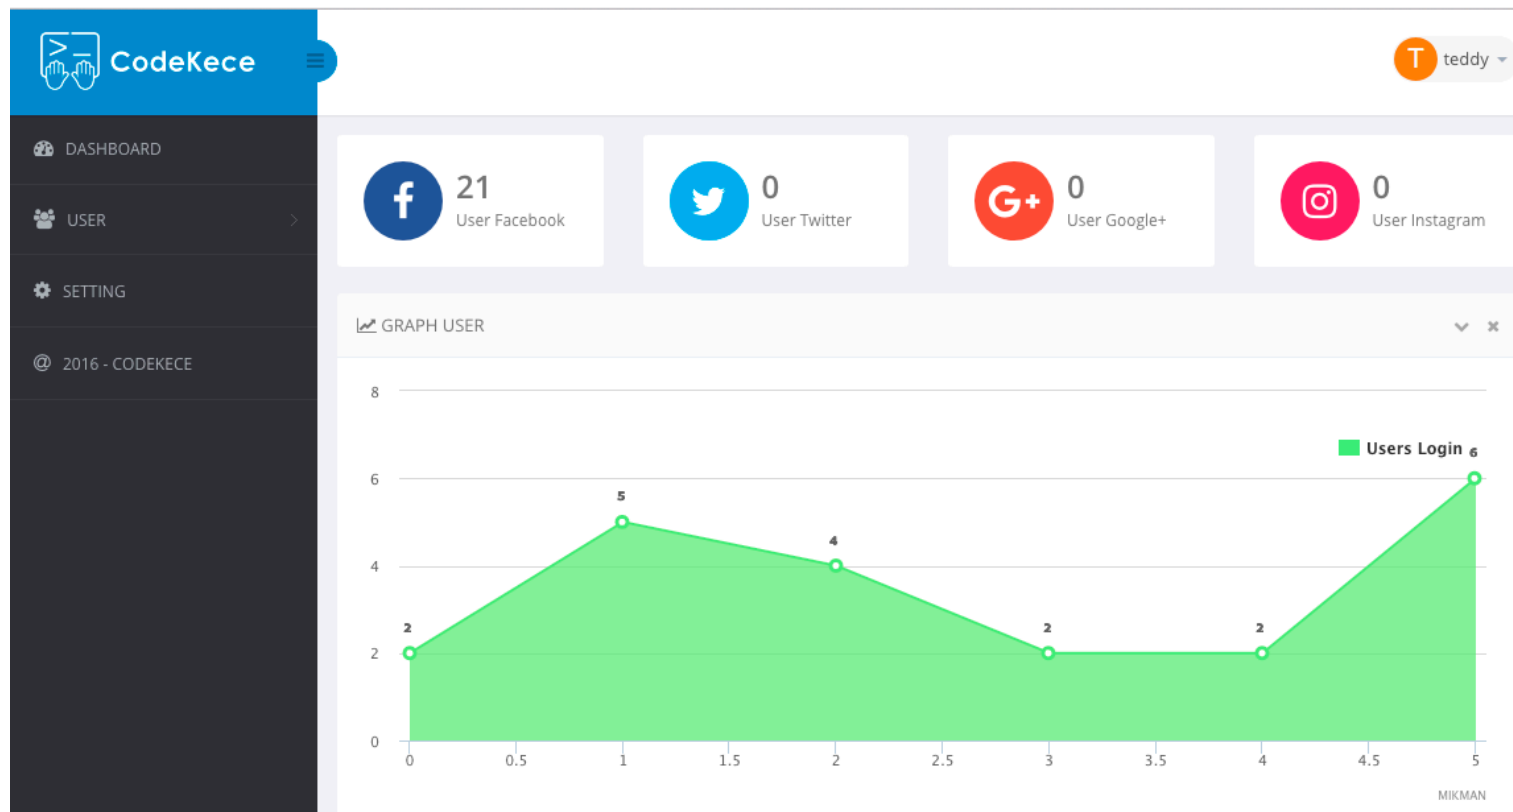 CodeKece
T teddy
DASHBOARD
USER
SETTING
@ 2016 - CODEKECE
21
User Facebook
0
User Twitter
G+
0
User Google+
0
User Instagram
GRAPH USER
8
Users Login 6
6
5
4
4
2
2
2
2
0
0 0.5 1 1.5 2 2.5 3 3.5 4 4.5 5
MIKMAN